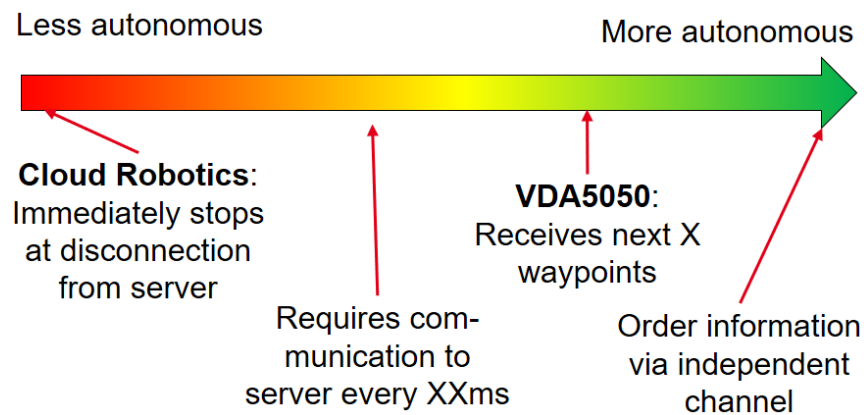 Less autonomous
More autonomous
Cloud Robotics:
Immediately stops
at disconnection
from server
Requires com-
munication to
server every XXms
VDA5050:
Receives next X
waypoints
Order information
via independent
channel